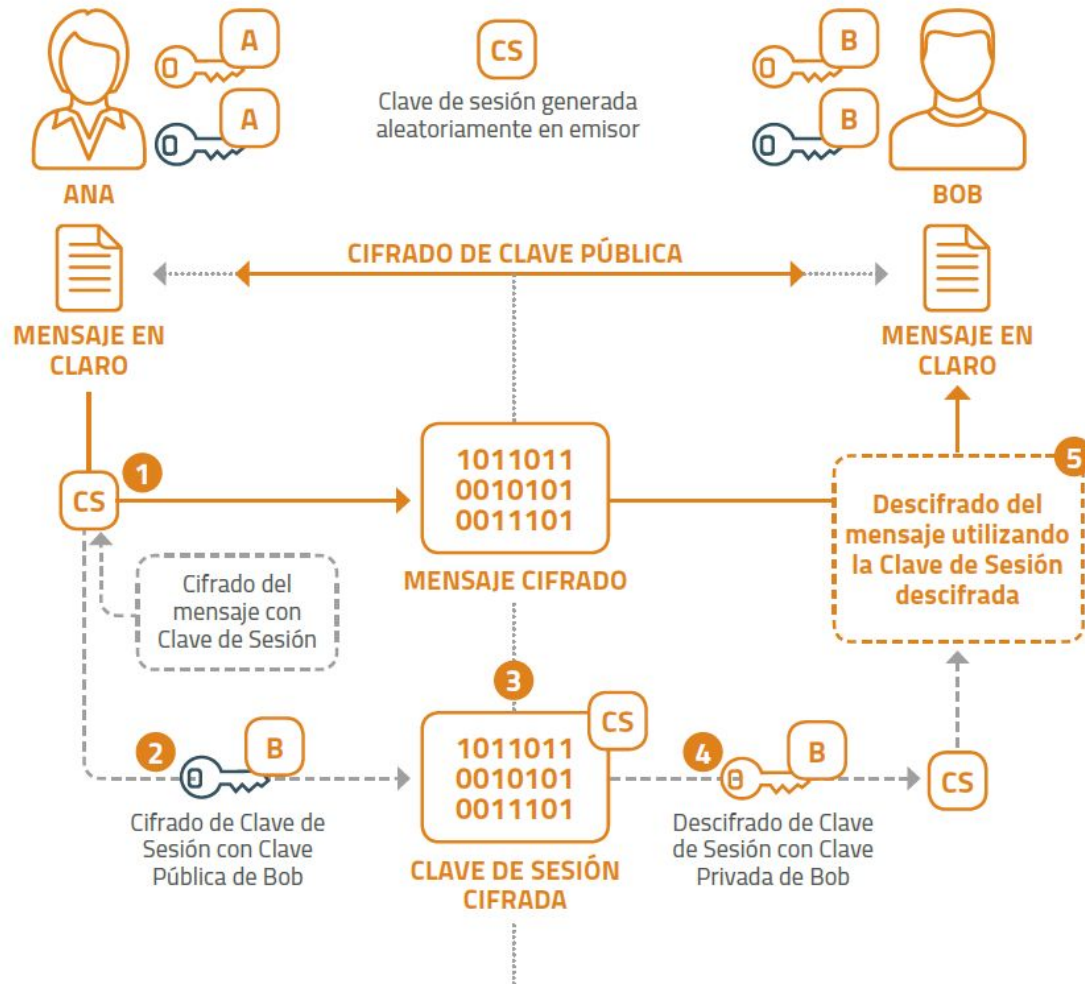 A
A
CS
Clave de sesión generada
aleatoriamente en emisor
B
B
ANA
BOB
CIFRADO DE CLAVE PÚBLICA
MENSAJE EN
CLARO
MENSAJE EN
CLARO
1
CS
1011011
0010101
0011101
MENSAJE CIFRADO
5
Descifrado del
mensaje utilizando
la Clave de Sesión
descifrada
Cifrado del
mensaje con
Clave de Sesión
2
B
Cifrado de Clave de
Sesión con Clave
Pública de Bob
3
CS
1011011
0010101
0011101
CLAVE DE SESIÓN
CIFRADA
4
B
Descifrado de Clave
de Sesión con Clave
Privada de Bob
CS